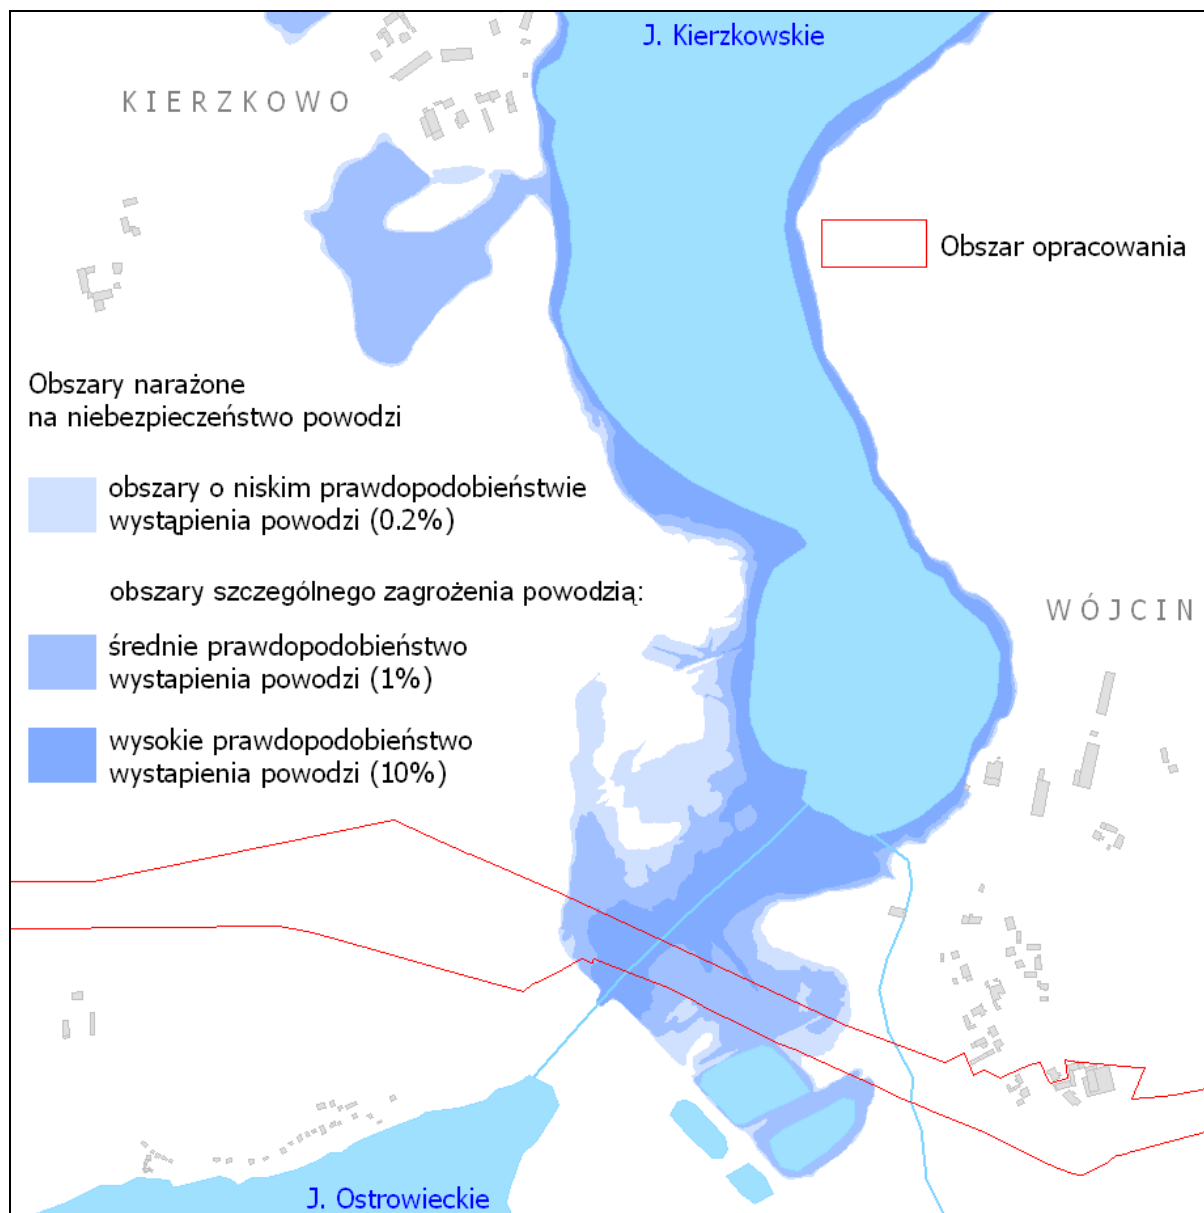 J. Kierzkowskie
KIERZKOWO
Obszar opracowania
Obszary narażone
na niebezpieczeństwo powodzi
obszary o niskim prawdopodobieństwie
wystąpienia powodzi (0.2%)
obszary szczególnego zagrożenia powodzią:
średnie prawdopodobieństwo
wystapienia powodzi (1%)
wysokie prawdopodobieństwo
wystapienia powodzi (10%)
WÓJCIN
J. Ostrowieckie